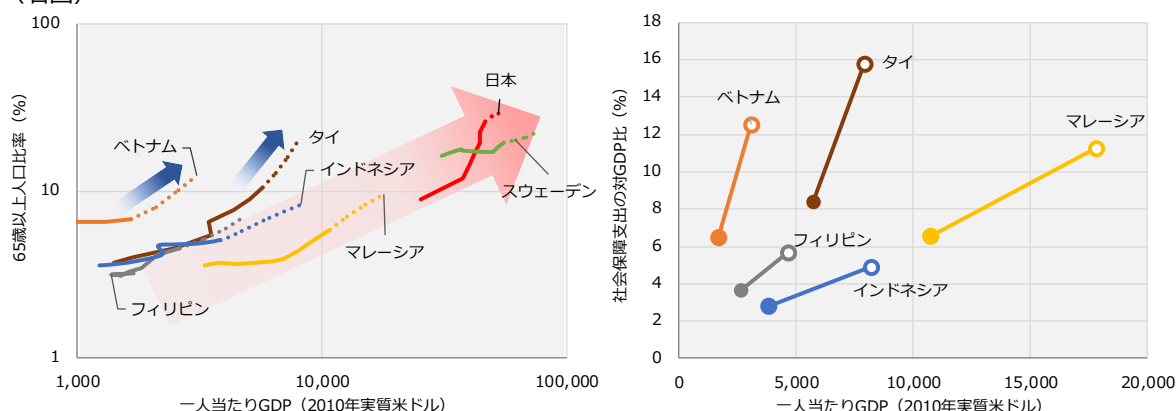 100
10
1
65歳以上人口比率（%）
ベトナム
タイ
インドネシア
日本
スウェーデン
マレーシア
フィリピン
1,000
10,000
100,000
一人当たりGDP（2010年実質米ドル）
18
16
14
12
10
8
6
4
2
0
社会保障支出の対GDP比（%）
タイ
ベトナム
マレーシア
フィリピン
インドネシア
0
5,000
10,000
15,000
20,000
一人当たりGDP（2010年実質米ドル）